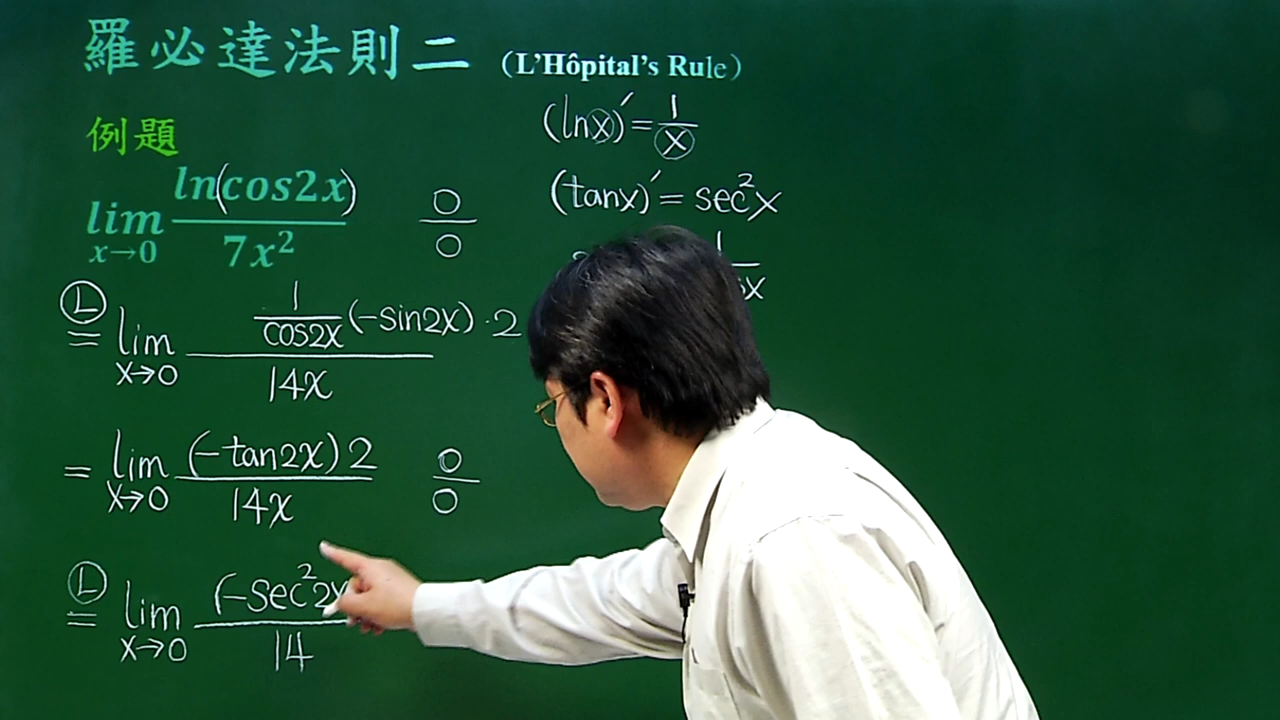 羅必達法則二 (L'Hôpital's Rule)
(lnx)′ = 1/x
例題
(tanx)′ = sec²x
lim x→0 ln(cos2x)/7x² 0/0
Ⓛ= lim x→0 (1/cos2x (-sin2x)·2)/14x
= lim x→0 (-tan2x)2/14x 0/0
Ⓛ= lim x→0 (-sec²2x/14